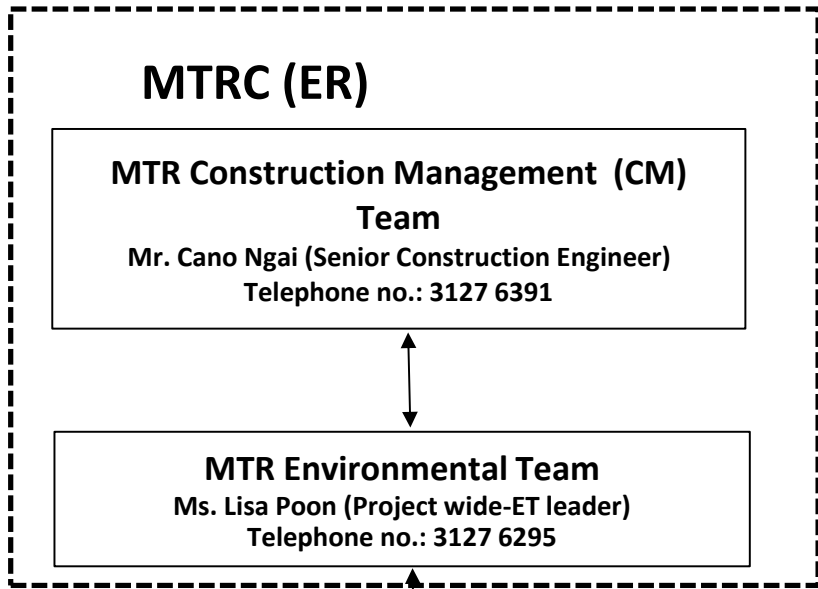 MTRC (ER)
MTR Construction Management (CM)
Team
Mr. Cano Ngai (Senior Construction Engineer)
Telephone no.: 3127 6391
MTR Environmental Team
Ms. Lisa Poon (Project wide-ET leader)
Telephone no.: 3127 6295